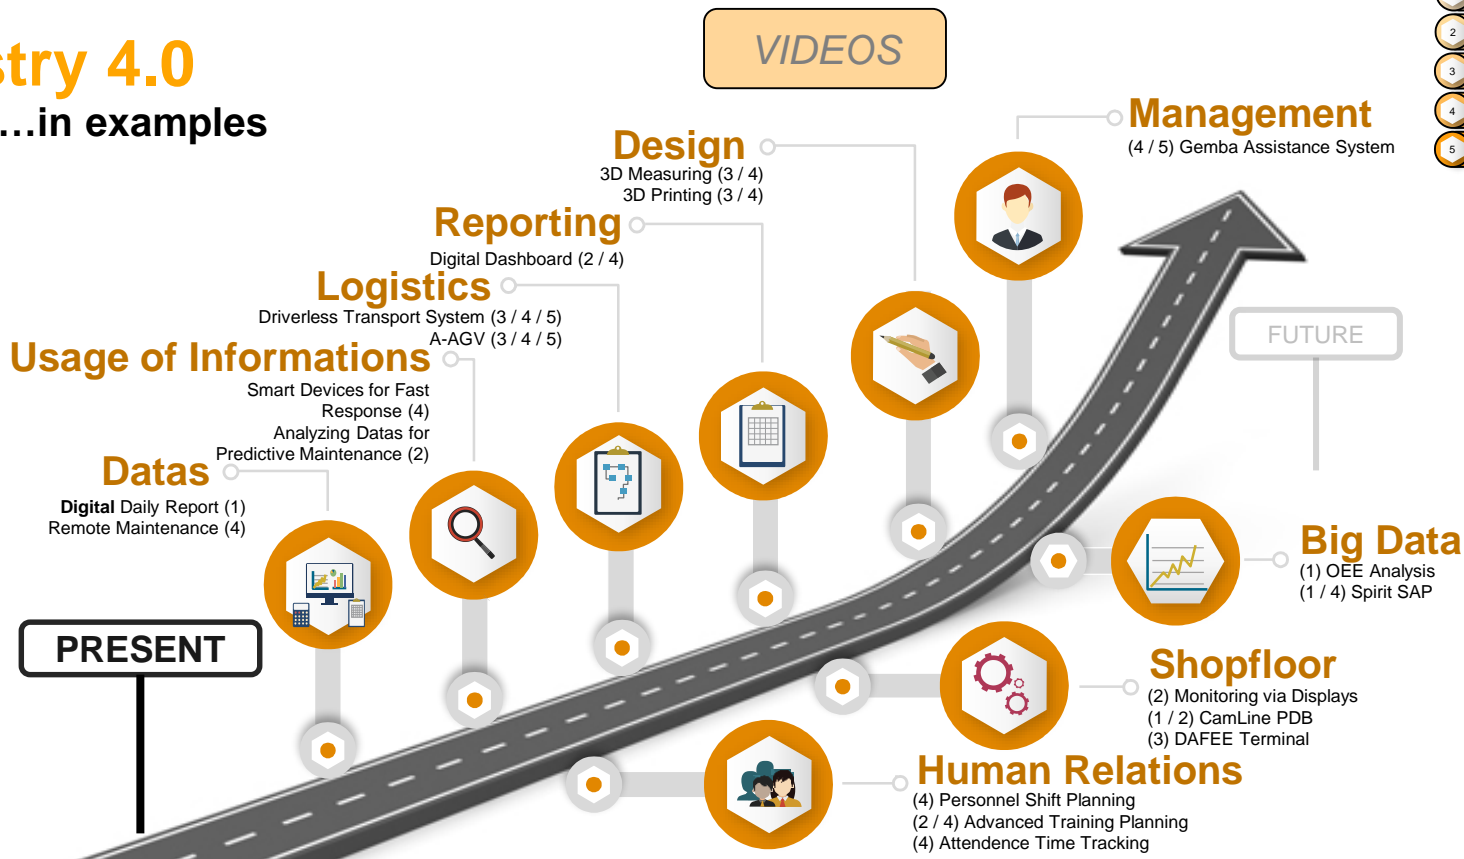 stry 4.0
...in examples
VIDEOS
2
3
4
5
Management
(4 / 5) Gemba Assistance System
Design
3D Measuring (3 / 4)
3D Printing (3 / 4)
Reporting
Digital Dashboard (2 / 4)
Logistics
Driverless Transport System (3 / 4 / 5)
A-AGV (3 / 4 / 5)
Usage of Informations
Smart Devices for Fast
Response (4)
Analyzing Datas for
Predictive Maintenance (2)
Datas
Digital Daily Report (1)
Remote Maintenance (4)
FUTURE
PRESENT
Big Data
(1) OEE Analysis
(1 / 4) Spirit SAP
Shopfloor
(2) Monitoring via Displays
(1 / 2) CamLine PDB
(3) DAFEE Terminal
Human Relations
(4) Personnel Shift Planning
(2 / 4) Advanced Training Planning
(4) Attendence Time Tracking